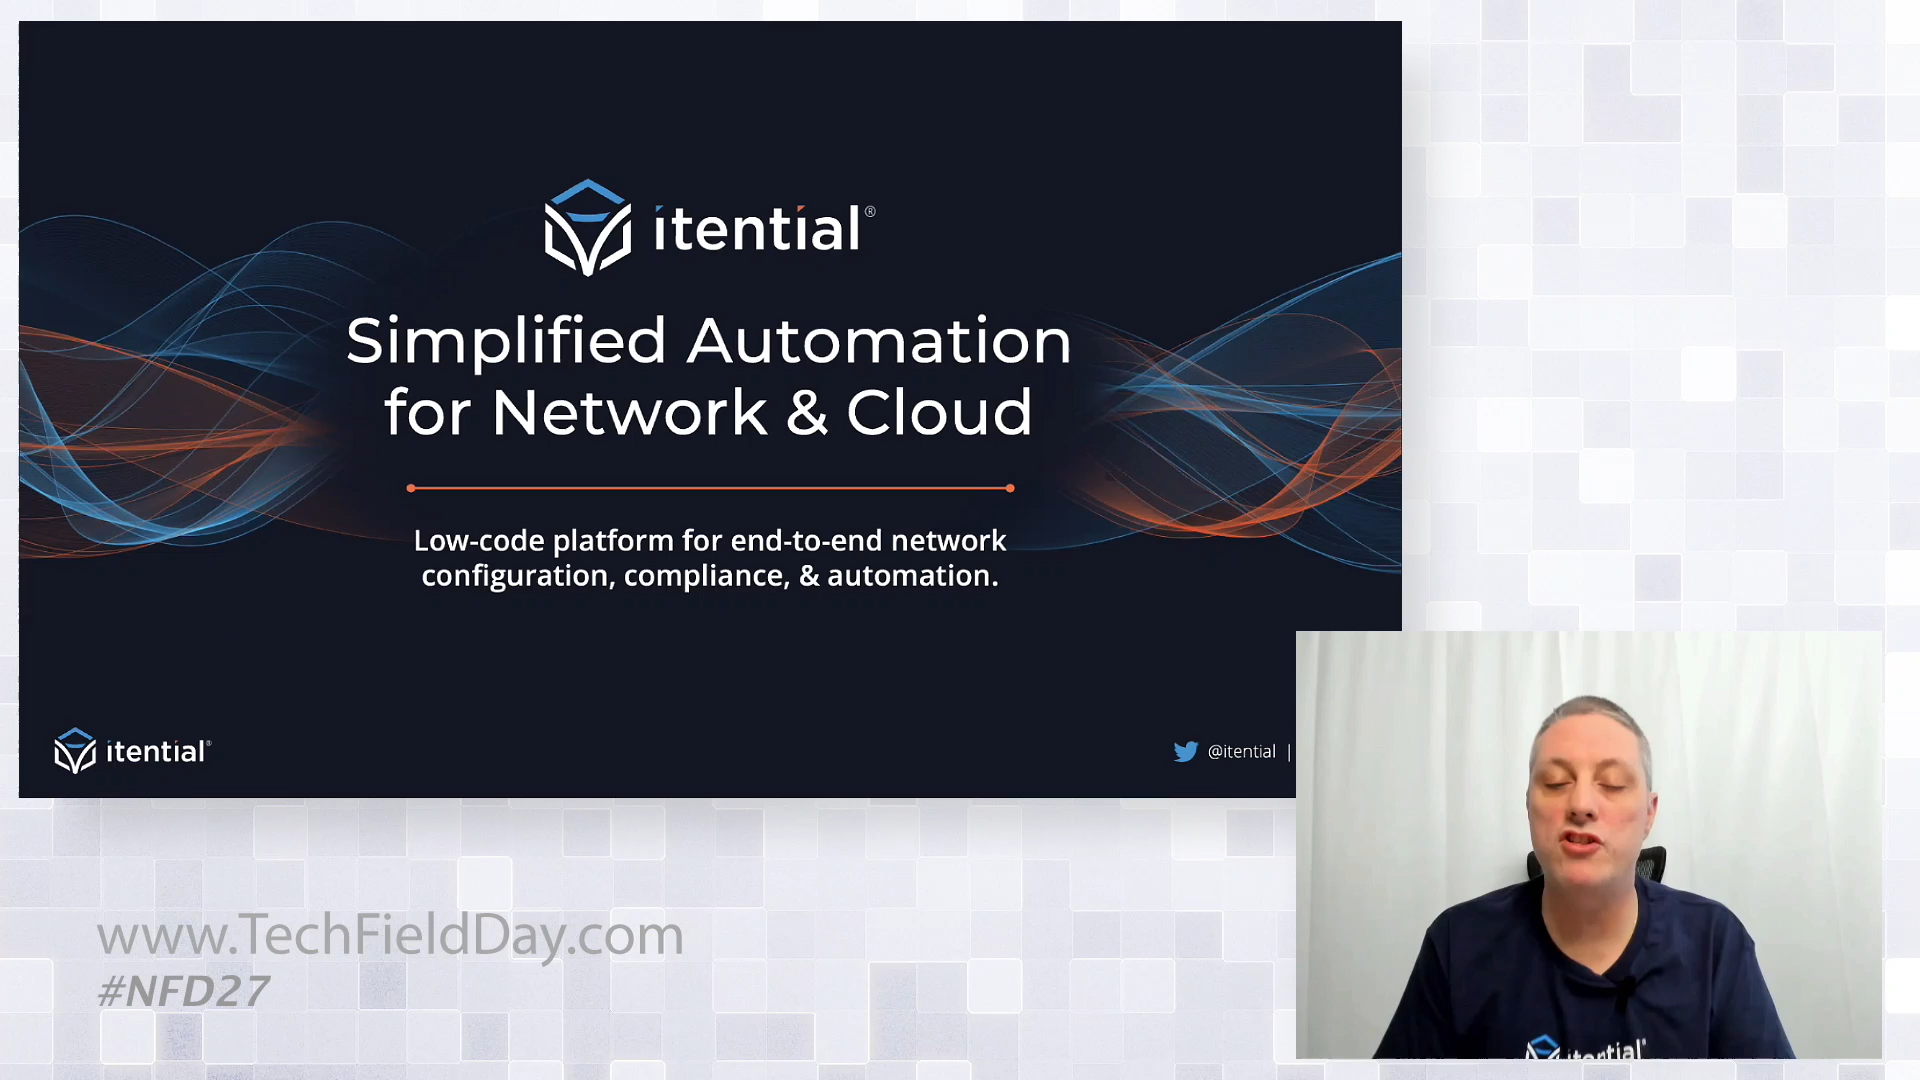 itential®
Simplified Automation
for Network & Cloud
Low-code platform for end-to-end network
configuration, compliance, & automation.
itential®
@itential |
www.TechFieldDay.com
#NFD27
itential®